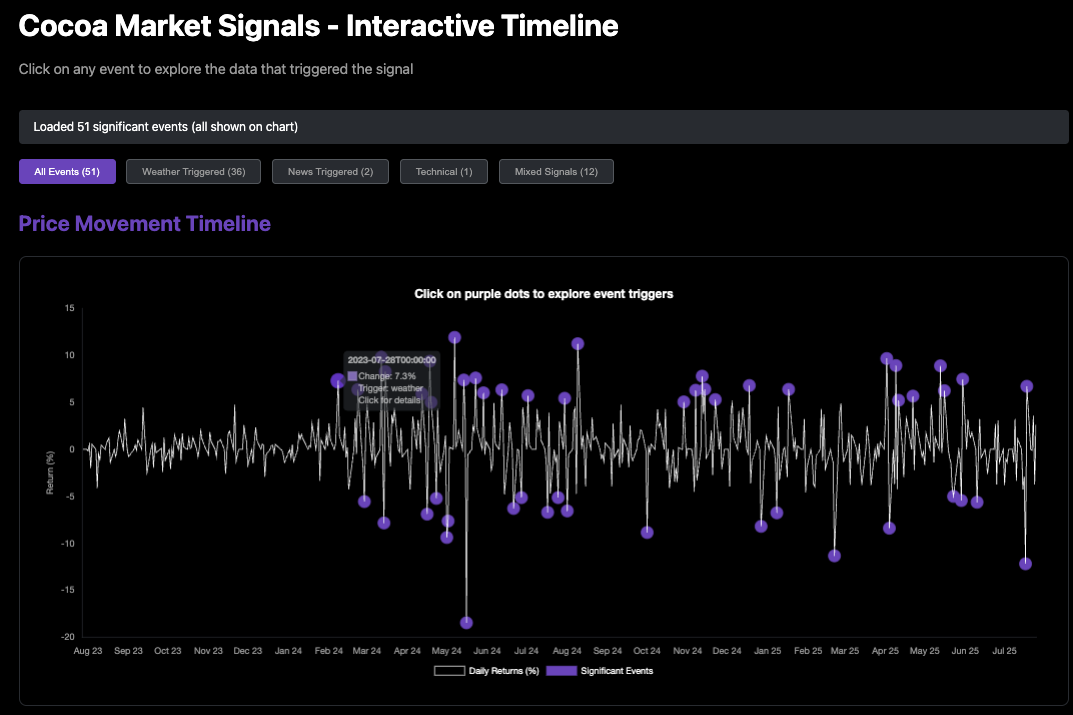 Cocoa Market Signals - Interactive Timeline
Click on any event to explore the data that triggered the signal
Loaded 51 significant events (all shown on chart)
All Events (51) Weather Triggered (36) News Triggered (2) Technical (1) Mixed Signals (12)
Price Movement Timeline
Click on purple dots to explore event triggers
15
10
5
0
-5
-10
-15
-20
Return (%)
2023-07-28T00:00:00
Change: 7.3%
Trigger: weather
Click for details
Aug 23 Sep 23 Oct 23 Nov 23 Dec 23 Jan 24 Feb 24 Mar 24 Apr 24 May 24 Jun 24 Jul 24 Aug 24 Sep 24 Oct 24 Nov 24 Dec 24 Jan 25 Feb 25 Mar 25 Apr 25 May 25 Jun 25 Jul 25
Daily Returns (%) Significant Events